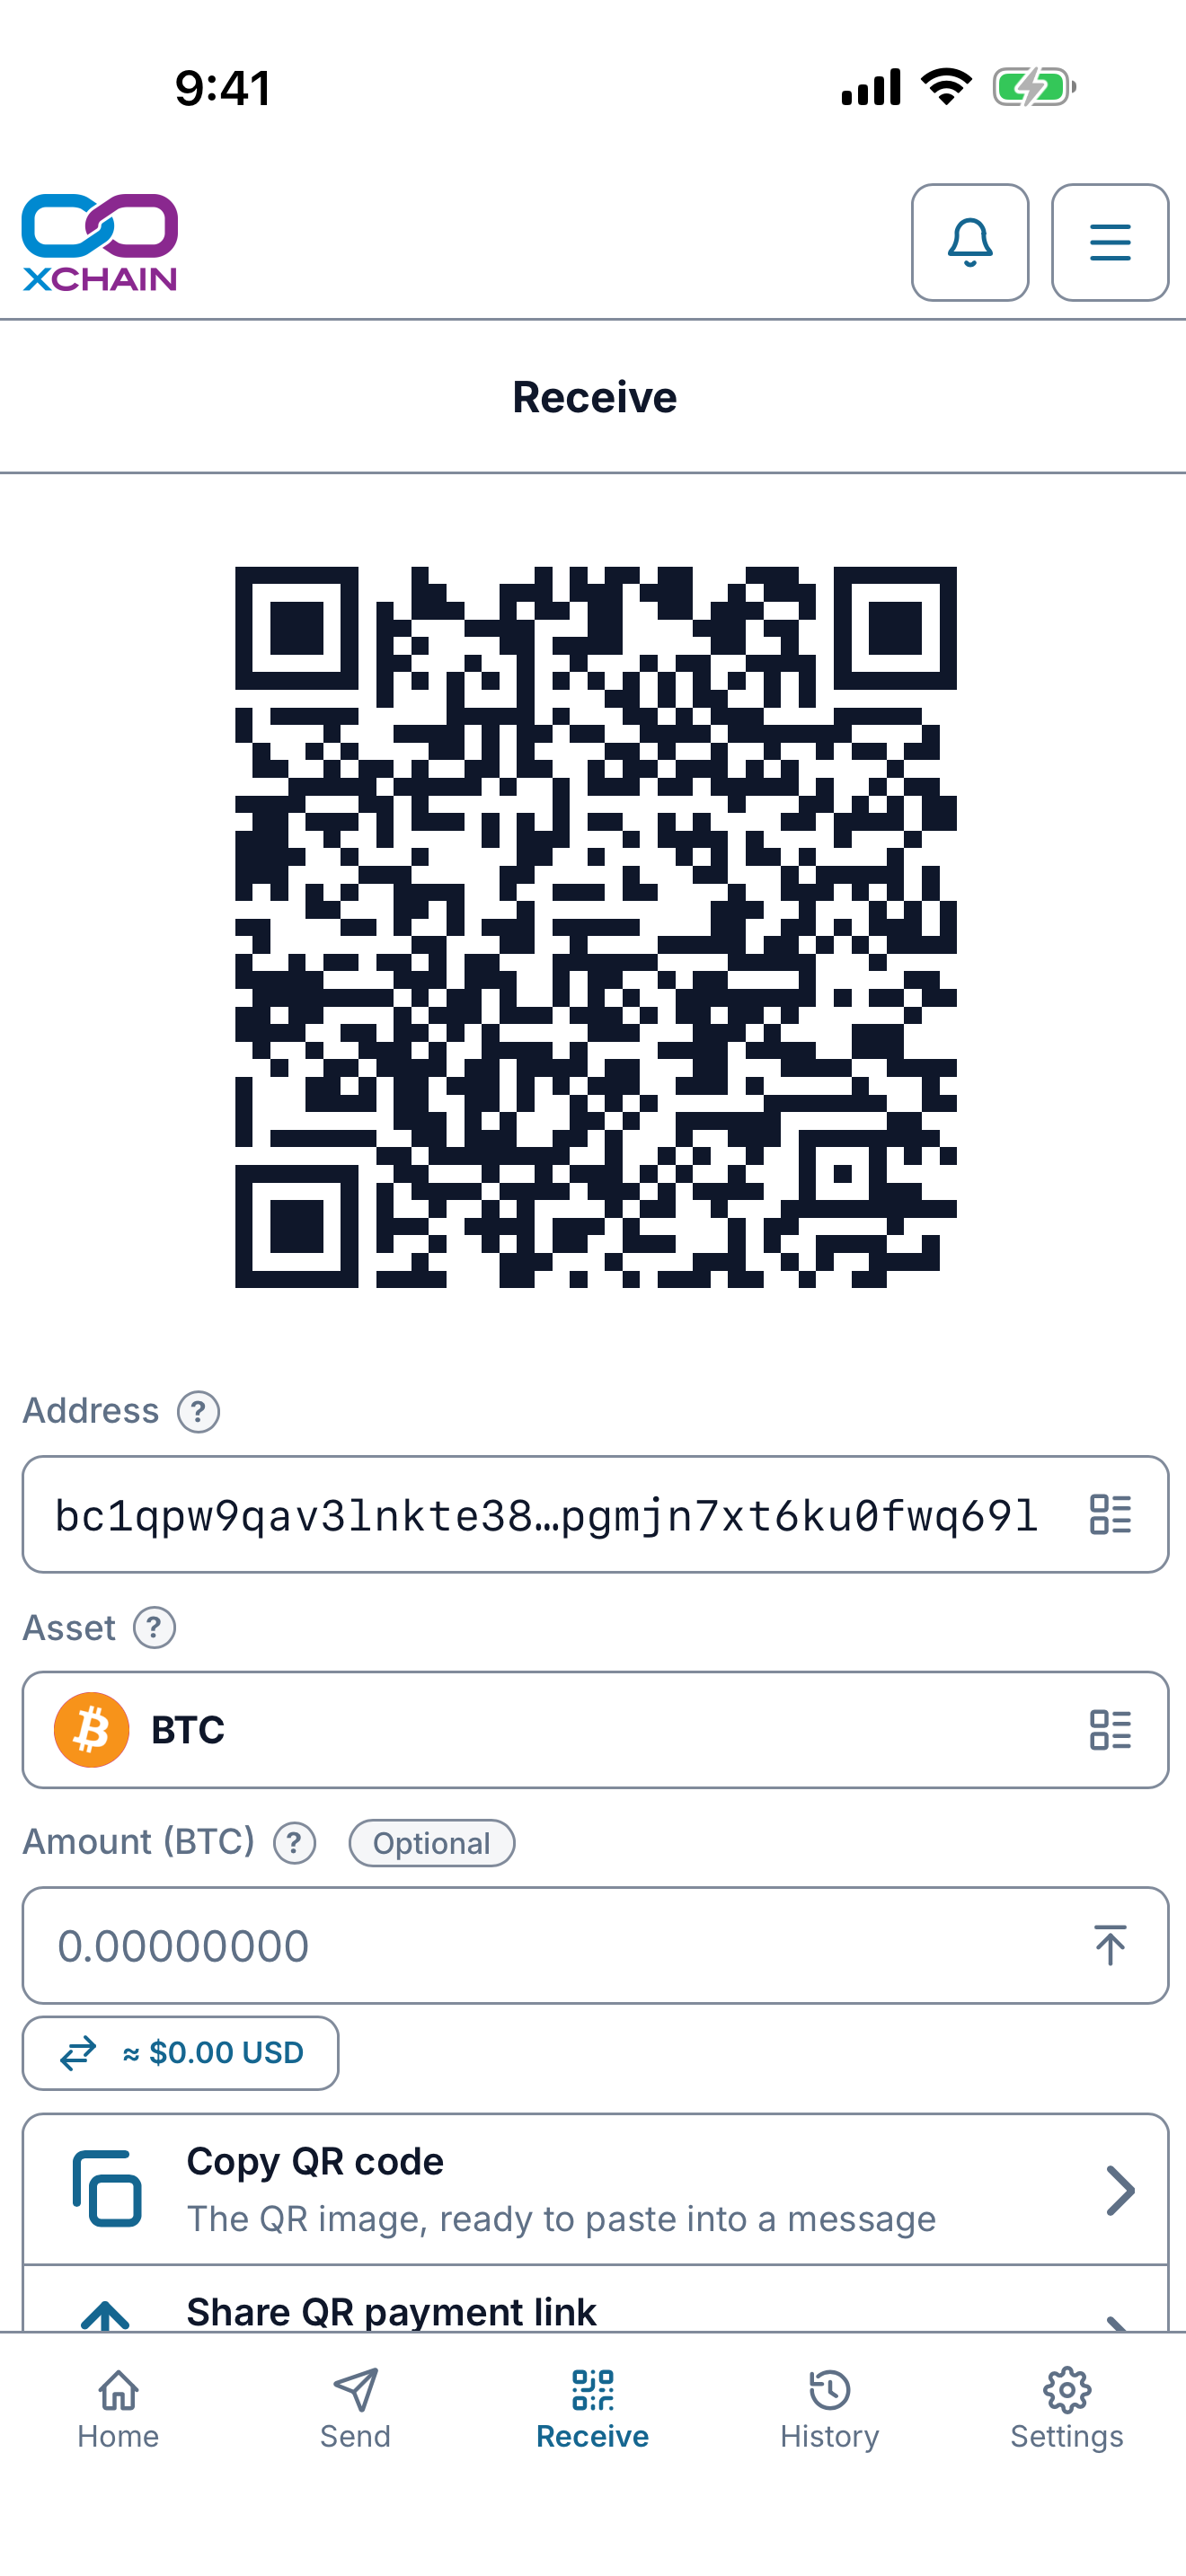 9:41
XCHAIN
Receive
Address ?
bc1qpw9qav3lnkte38…pgmjn7xt6ku0fwq69l
Asset ?
BTC
Amount (BTC) ? Optional
0.00000000
≈ $0.00 USD
Copy QR code
The QR image, ready to paste into a message
Share QR payment link
Home Send Receive History Settings